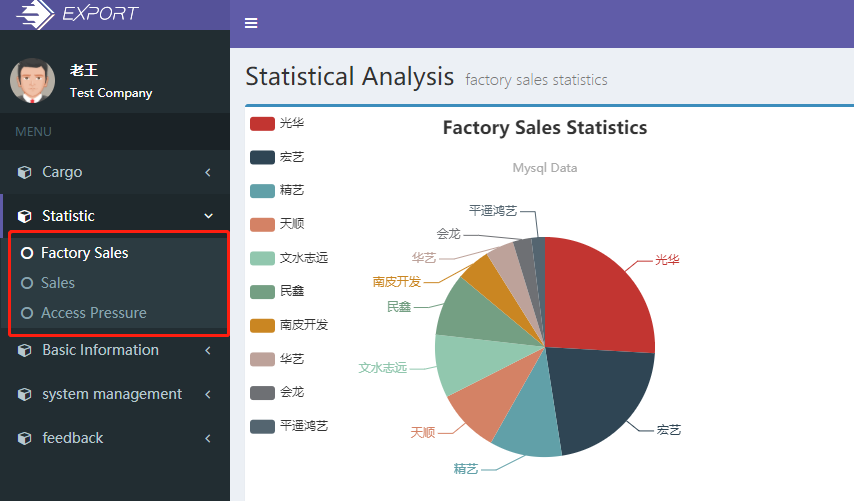 EXPORT
老王
Test Company
MENU
Cargo
Statistic
Factory Sales
Sales
Access Pressure
Basic Information
system management
feedback
Statistical Analysis factory sales statistics
光华
宏艺
精艺
天顺
文水志远
民鑫
南皮开发
华艺
会龙
平遥鸿艺
Factory Sales Statistics
Mysql Data
平遥鸿艺
会龙
华艺
南皮开发
民鑫
文水志远
天顺
精艺
光华
宏艺